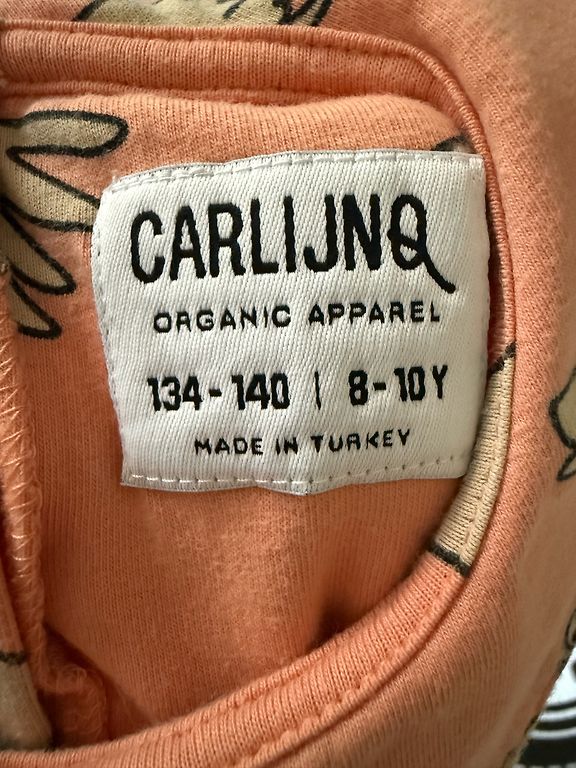 CARLIJNQ
ORGANIC APPAREL
134-140 | 8-10Y
MADE IN TURKEY